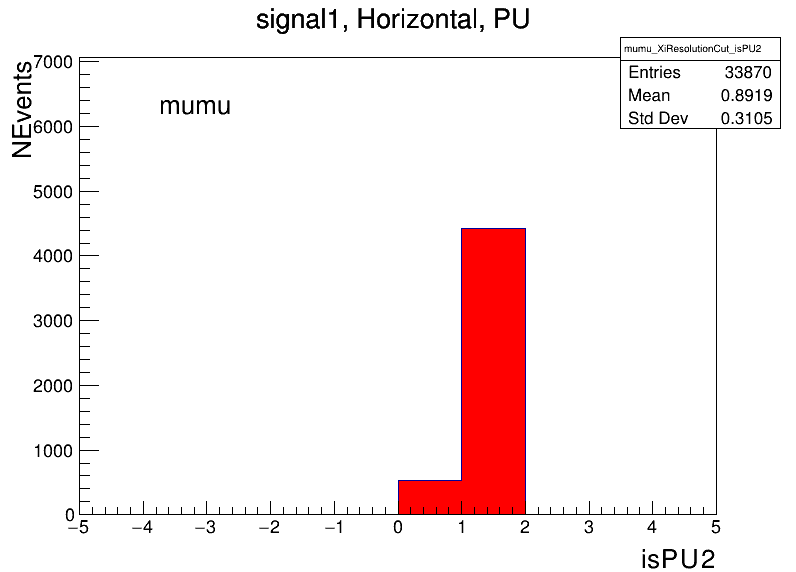 signal1, Horizontal, PU
mumu_XiResolutionCut_isPU2
Entries 33870
Mean 0.8919
Std Dev 0.3105
NEvents
mumu
7000
6000
5000
4000
3000
2000
1000
0
−5 −4 −3 −2 −1 0 1 2 3 4 5
isPU2